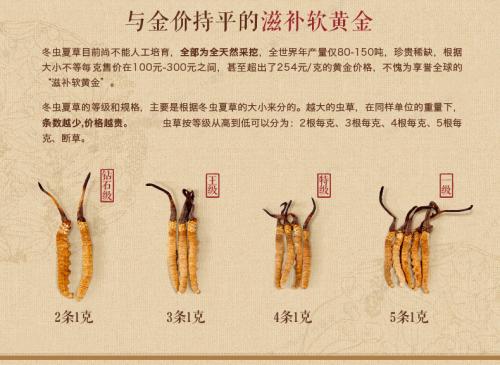 与金价持平的滋补软黄金
冬虫夏草目前尚不能人工培育，全部为全天然采挖，全世界年产量仅80-150吨，珍贵稀缺，根据
大小不等每克售价在100元-300元之间，甚至超出了254元/克的黄金价格，不愧为享誉全球的
“滋补软黄金”。
冬虫夏草的等级和规格，主要是根据冬虫夏草的大小来分的。越大的虫草，在同样单位的重量下，
条数越少,价格越贵。 虫草按等级从高到低可以分为：2根每克、3根每克、4根每克、5根每
克、断草。
钻石级
王级
特级
一级
2条1克
3条1克
4条1克
5条1克